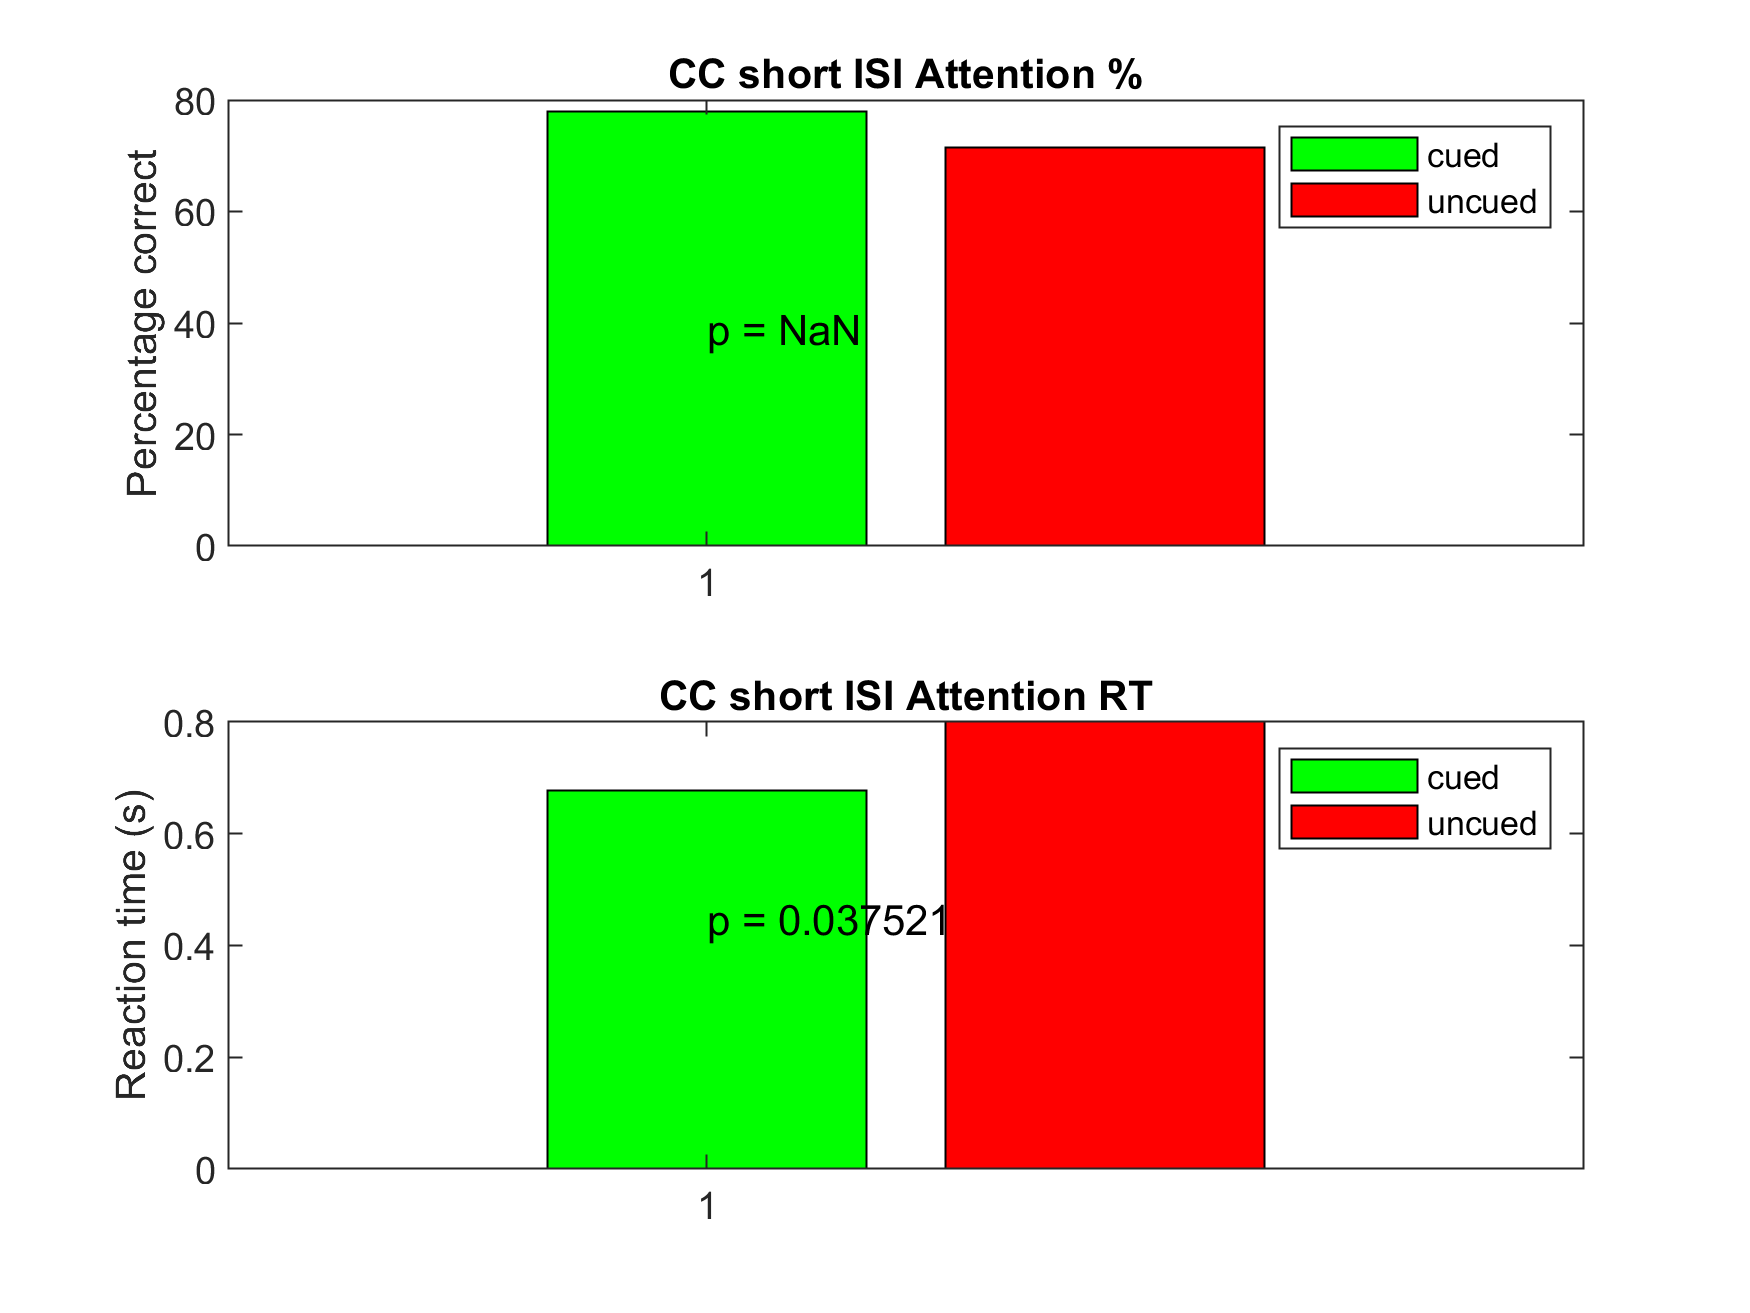 CC short ISI Attention %
80
60
40
20
0
Percentage correct
p = NaN
cued
uncued
1
CC short ISI Attention RT
0.8
0.6
0.4
0.2
0
Reaction time (s)
p = 0.037521
cued
uncued
1